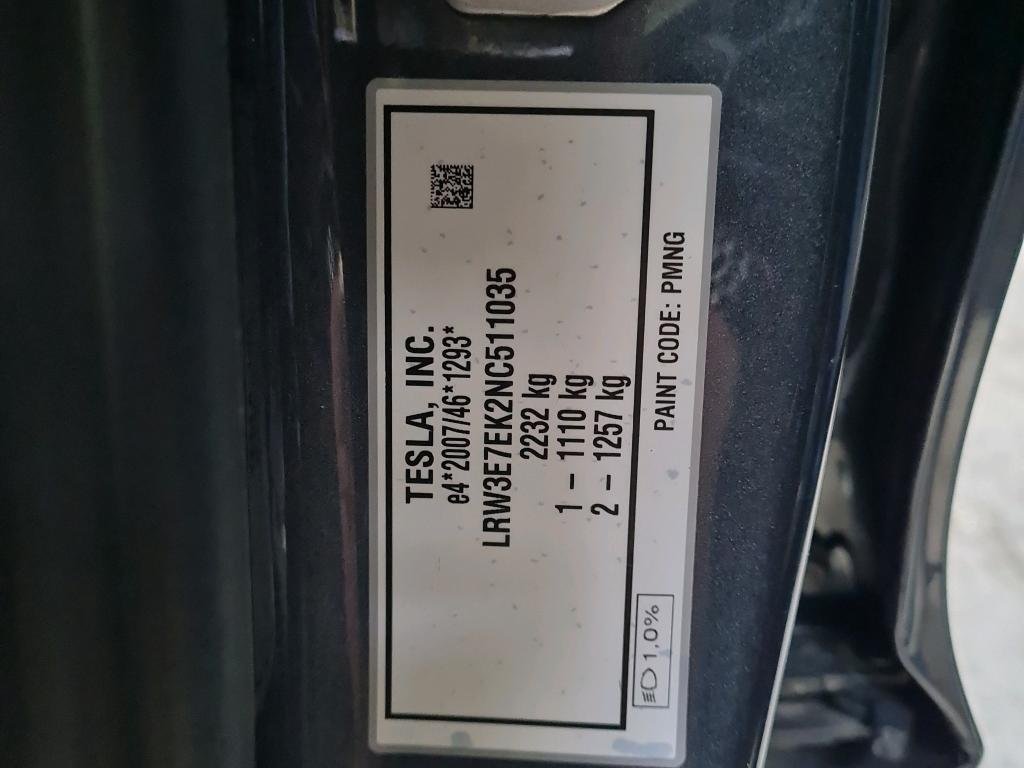 TESLA, INC.
e4*2007/46*1293*
LRW3E7EK2NC511035
2232 kg
1 – 1110 kg
2 – 1257 kg
PAINT CODE: PMNG
1,0%